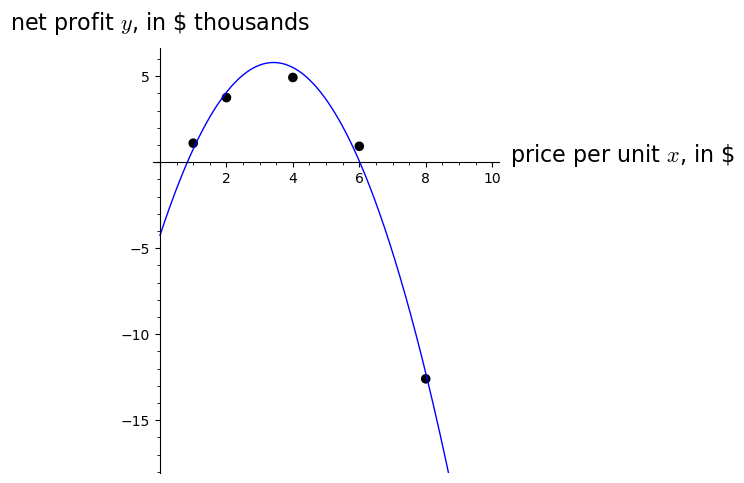 net profit y, in $ thousands
5
price per unit x, in $
2 4 6 8 10
−5
−10
−15